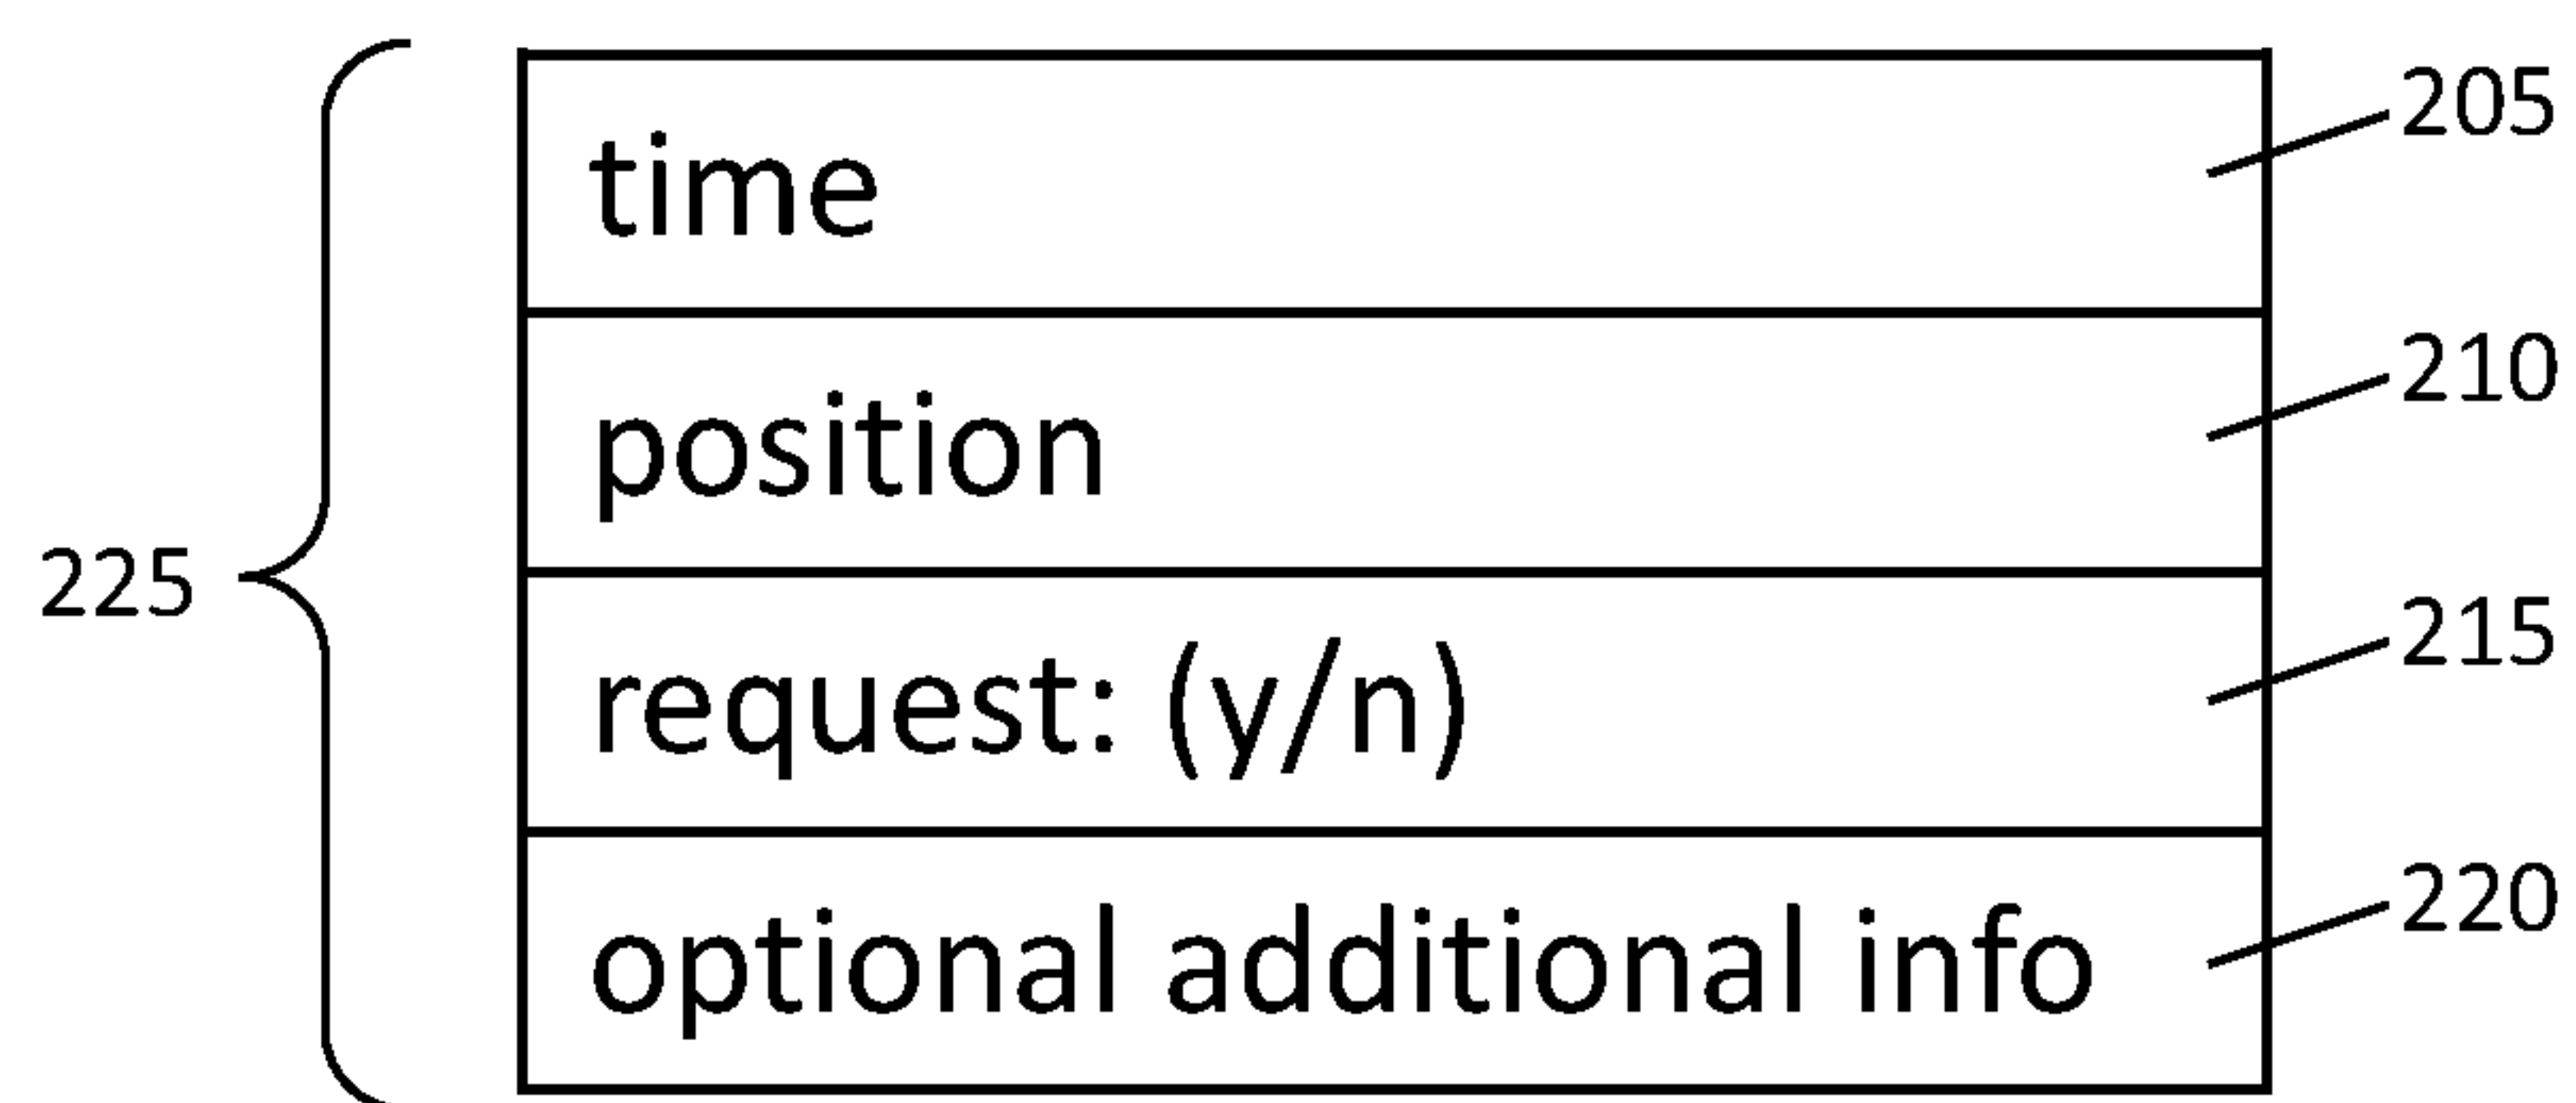 time
205
position
210
225
request: (y/n)
215
optional additional info
220